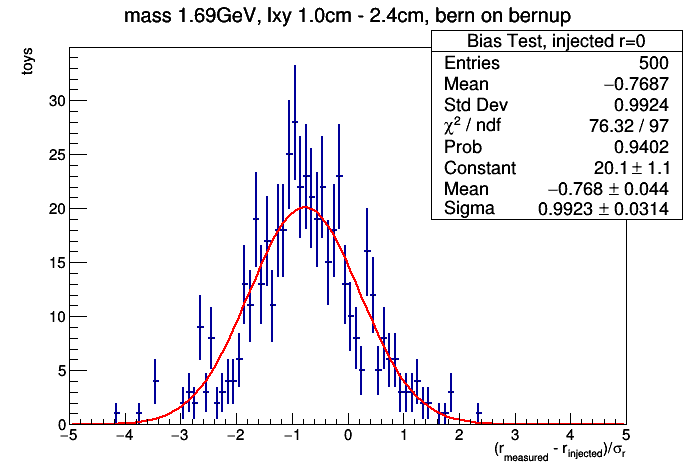 mass 1.69GeV, lxy 1.0cm - 2.4cm, bern on bernup
Bias Test, injected r=0
Entries 500
Mean −0.7687
Std Dev 0.9924
χ² / ndf 76.32 / 97
Prob 0.9402
Constant 20.1 ± 1.1
Mean −0.768 ± 0.044
Sigma 0.9923 ± 0.0314
toys
30
25
20
15
10
5
0
−5 −4 −3 −2 −1 0 1 2 3 4 5
(r_measured - r_injected)/σ_r